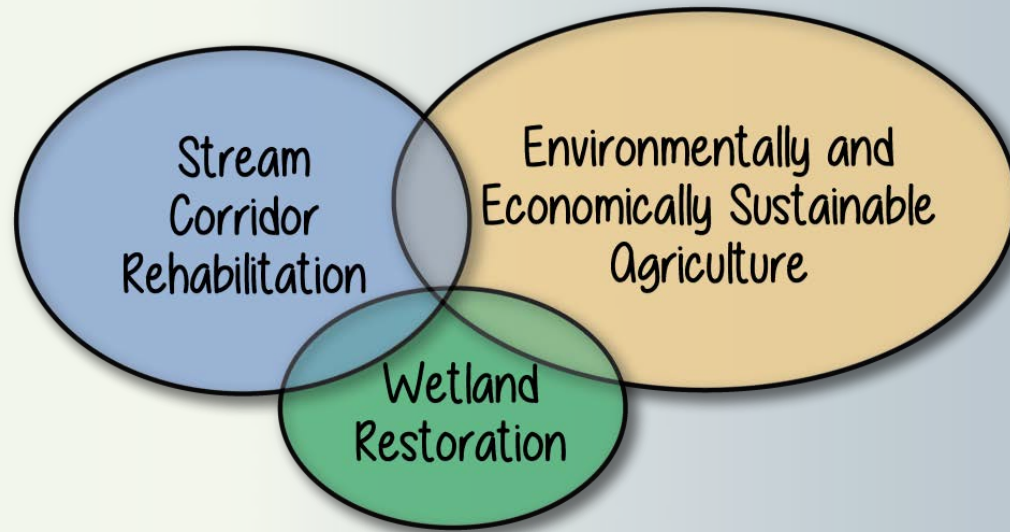 Stream
Corridor
Rehabilitation
Environmentally and
Economically Sustainable
Agriculture
Wetland
Restoration